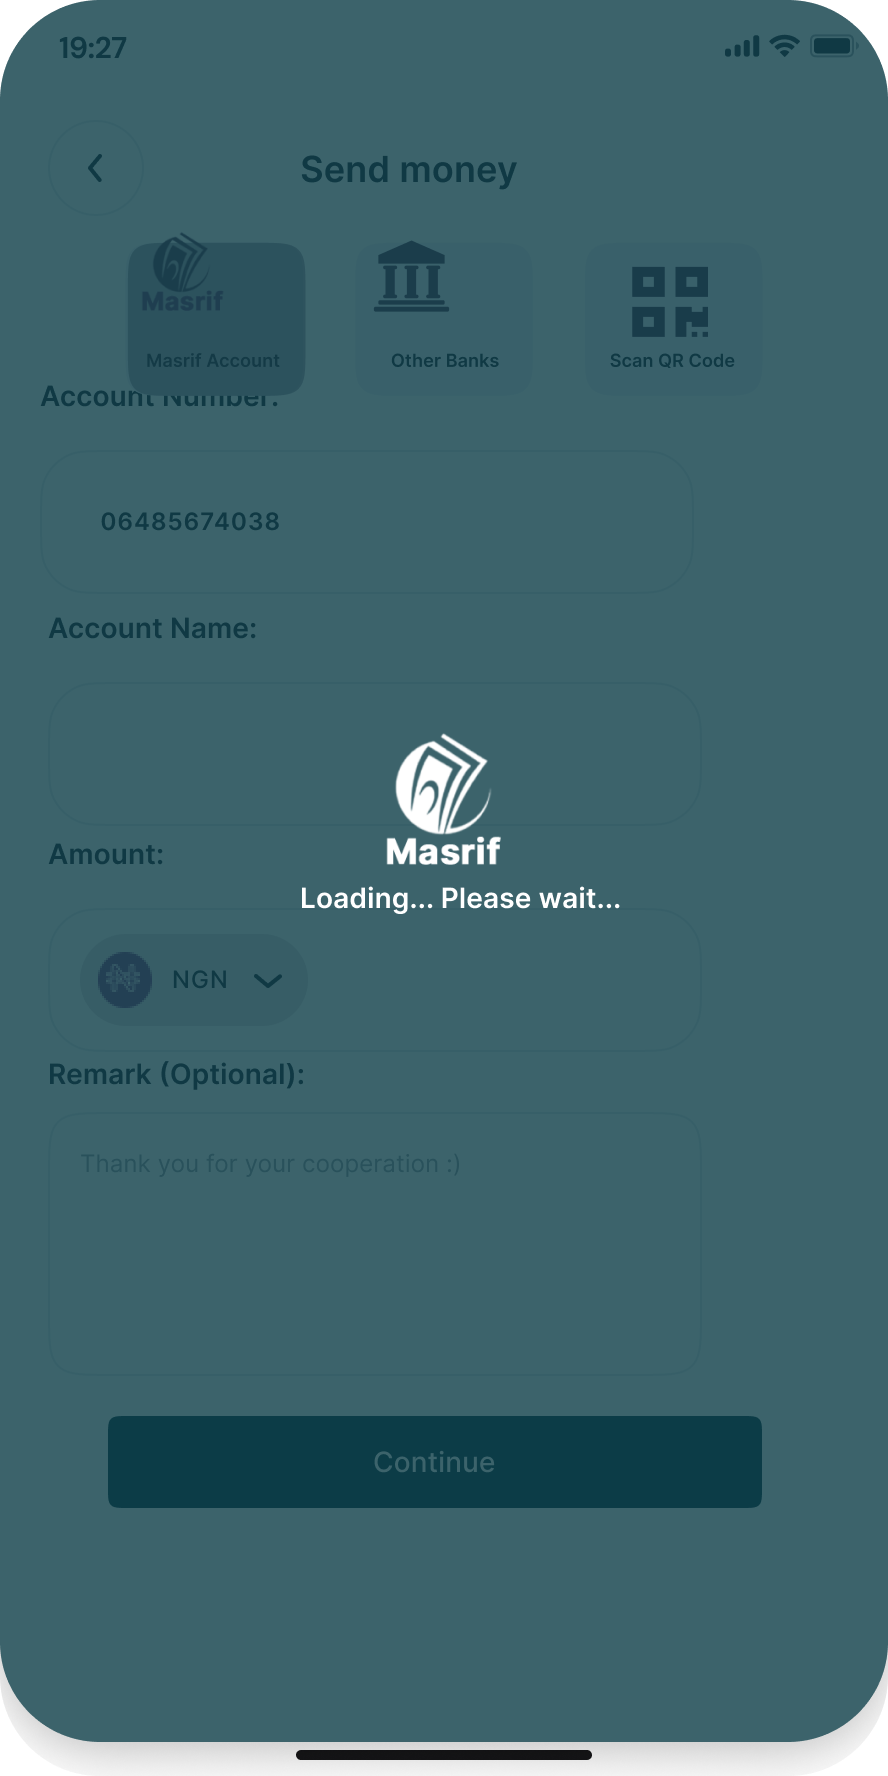 19:27
Send money
Masrif
Masrif Account
Other Banks
Scan QR Code
Account Number:
06485674038
Account Name:
Masrif
Loading... Please wait...
Amount:
NGN
Remark (Optional):
Thank you for your cooperation :)
Continue